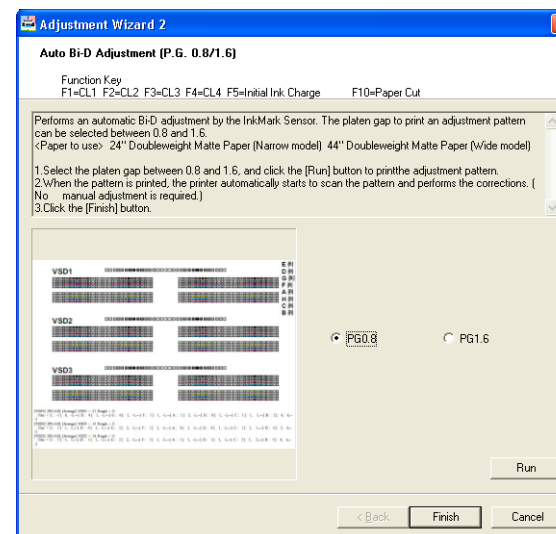 Adjustment Wizard 2
Auto Bi-D Adjustment (P.G. 0.8/1.6)
Function Key
F1=CL1 F2=CL2 F3=CL3 F4=CL4 F5=Initial Ink Charge F10=Paper Cut
Performs an automatic Bi-D adjustment by the InkMark Sensor. The platen gap to print an adjustment pattern
can be selected between 0.8 and 1.6.
<Paper to use> 24" Doubleweight Matte Paper (Narrow model) 44" Doubleweight Matte Paper (Wide model)
1.Select the platen gap between 0.8 and 1.6, and click the [Run] button to printthe adjustment pattern.
2.When the pattern is printed, the printer automatically starts to scan the pattern and performs the corrections. (
No manual adjustment is required.)
3.Click the [Finish] button.
VSD1
VSD2
VSD3
E
D
G
F
A
H
C
B
PG0.8 PG1.6
Run
< Back Finish Cancel